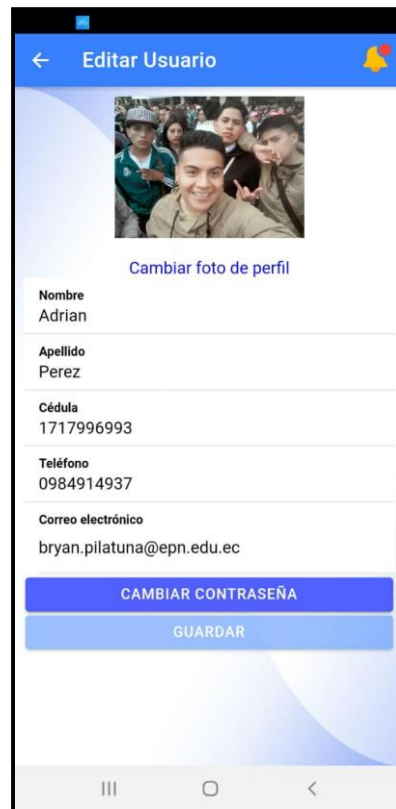 Editar Usuario
Cambiar foto de perfil
Nombre
Adrian
Apellido
Perez
Cédula
1717996993
Teléfono
0984914937
Correo electrónico
bryan.pilatuna@epn.edu.ec
CAMBIAR CONTRASEÑA
GUARDAR